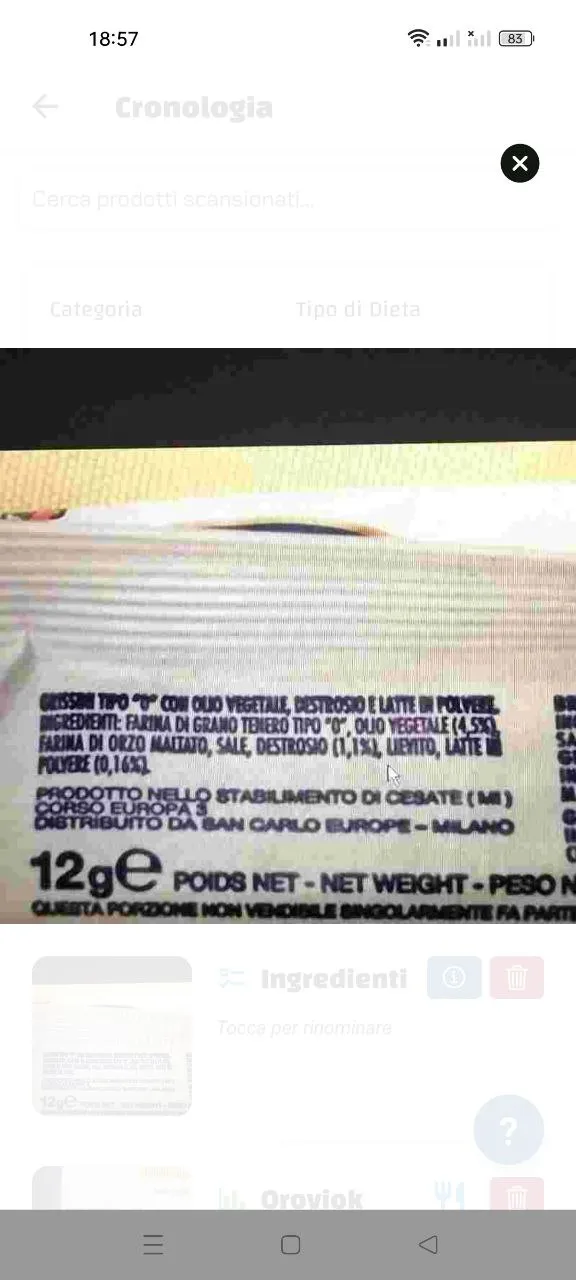 18:57
83
Cronologia
Cerca prodotti scansionati...
Categoria
Tipo di Dieta
GRISSINI TIPO "0" CON OLIO VEGETALE, DESTROSIO E LATTE IN POLVERE.
INGREDIENTI: FARINA DI GRANO TENERO TIPO "0", OLIO VEGETALE (4,5%),
FARINA DI ORZO MALTATO, SALE, DESTROSIO (1,1%), LIEVITO, LATTE IN
POLVERE (0,16%).
PRODOTTO NELLO STABILIMENTO DI CESATE (MI)
CORSO EUROPA 3
DISTRIBUITO DA SAN CARLO EUROPE - MILANO
12g e POIDS NET - NET WEIGHT - PESO N
QUESTA PORZIONE NON VENDIBILE SINGOLARMENTE FA PARTE
Ingredienti
Tocca per rinominare
?
Oroviok